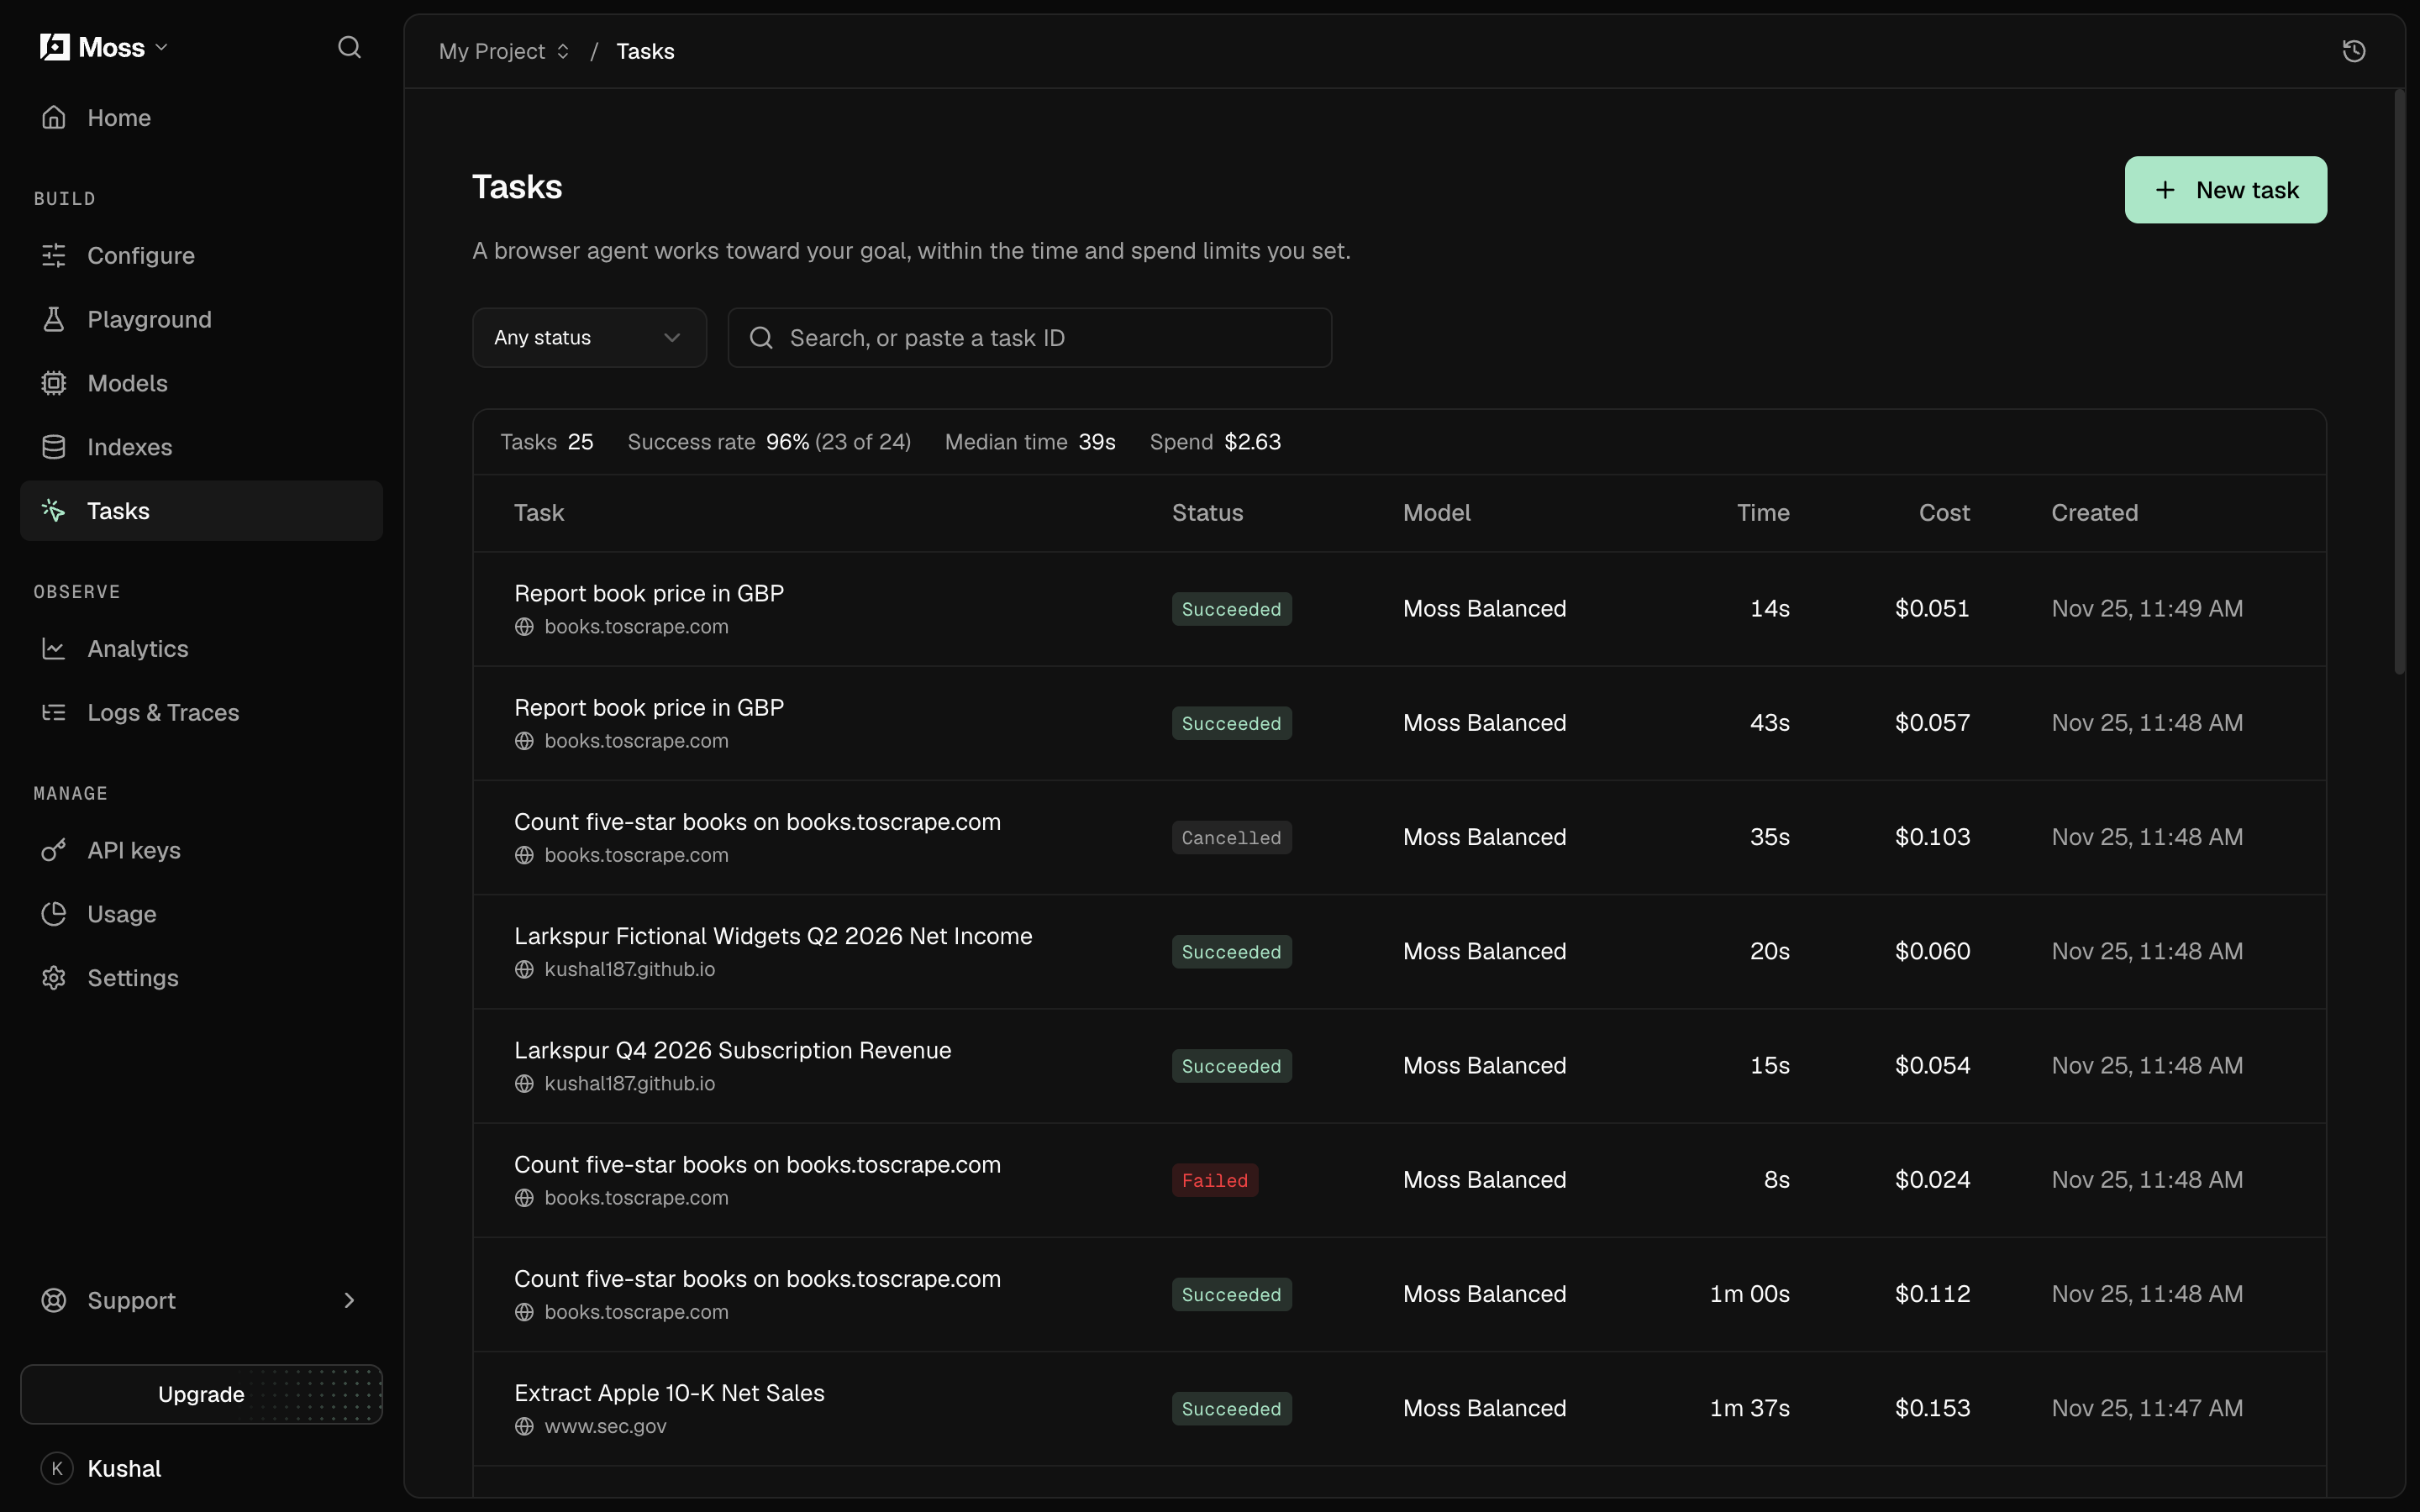 Moss
Home
BUILD
Configure
Playground
Models
Indexes
Tasks
OBSERVE
Analytics
Logs & Traces
MANAGE
API keys
Usage
Settings
Support
Upgrade
K Kushal
My Project / Tasks
Tasks
New task
A browser agent works toward your goal, within the time and spend limits you set.
Any status
Search, or paste a task ID
Tasks 25 Success rate 96% (23 of 24) Median time 39s Spend $2.63
Task Status Model Time Cost Created
Report book price in GBP
books.toscrape.com
Succeeded Moss Balanced 14s $0.051 Nov 25, 11:49 AM
Report book price in GBP
books.toscrape.com
Succeeded Moss Balanced 43s $0.057 Nov 25, 11:48 AM
Count five-star books on books.toscrape.com
books.toscrape.com
Cancelled Moss Balanced 35s $0.103 Nov 25, 11:48 AM
Larkspur Fictional Widgets Q2 2026 Net Income
kushal187.github.io
Succeeded Moss Balanced 20s $0.060 Nov 25, 11:48 AM
Larkspur Q4 2026 Subscription Revenue
kushal187.github.io
Succeeded Moss Balanced 15s $0.054 Nov 25, 11:48 AM
Count five-star books on books.toscrape.com
books.toscrape.com
Failed Moss Balanced 8s $0.024 Nov 25, 11:48 AM
Count five-star books on books.toscrape.com
books.toscrape.com
Succeeded Moss Balanced 1m 00s $0.112 Nov 25, 11:48 AM
Extract Apple 10-K Net Sales
www.sec.gov
Succeeded Moss Balanced 1m 37s $0.153 Nov 25, 11:47 AM